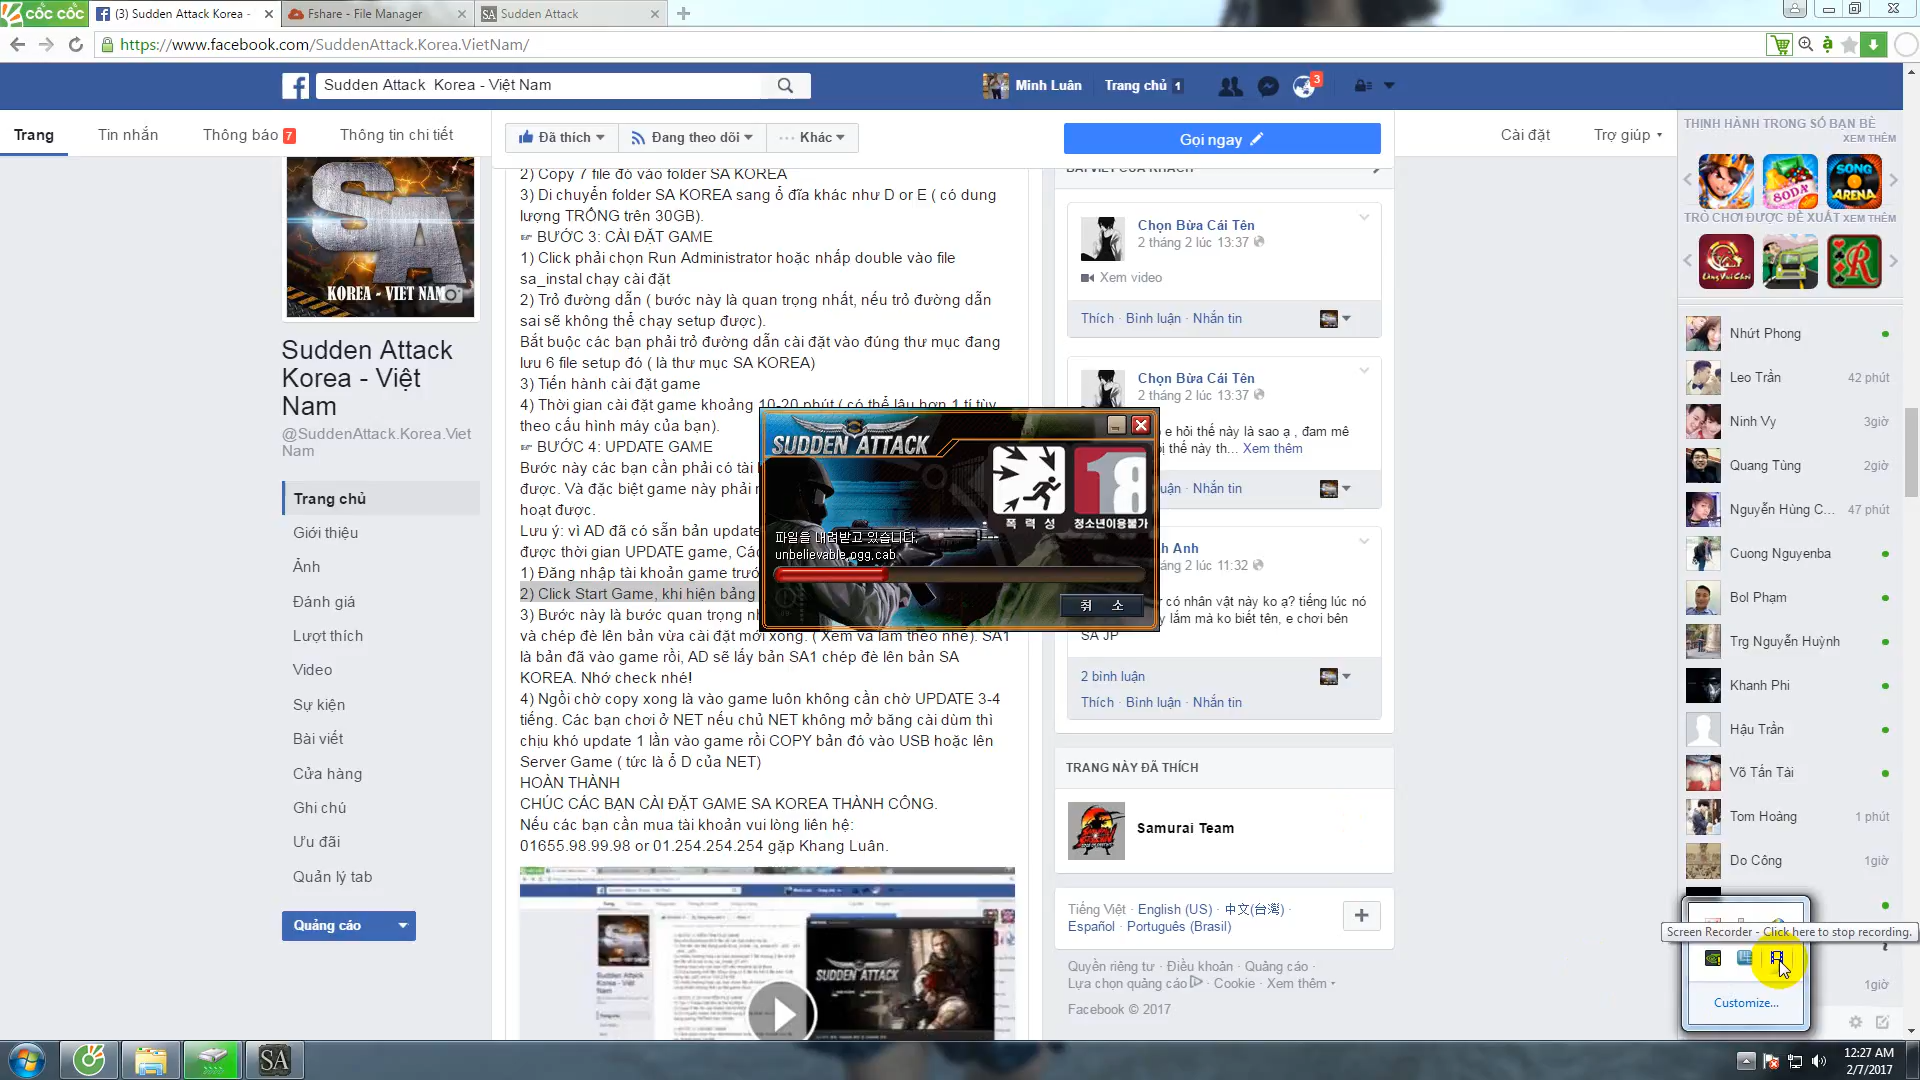 cốc cốc
(3) Sudden Attack Korea -
Fshare - File Manager
SA Sudden Attack
https://www.facebook.com/SuddenAttack.Korea.VietNam/
Sudden Attack Korea - Việt Nam
Minh Luân
Trang chủ 1
3
Trang
Tin nhắn
Thông báo 7
Thông tin chi tiết
Đã thích
Đang theo dõi
Khác
Gọi ngay
Cài đặt
Trợ giúp
SA
KOREA - VIET NAM
Sudden Attack
Korea - Việt
Nam
@SuddenAttack.Korea.Viet
Nam
Trang chủ
Giới thiệu
Ảnh
Đánh giá
Lượt thích
Video
Sự kiện
Bài viết
Cửa hàng
Ghi chú
Ưu đãi
Quản lý tab
Quảng cáo
2) Copy 7 file đó vào folder SA KOREA
3) Di chuyển folder SA KOREA sang ổ đĩa khác như D or E ( có dung
lượng TRỐNG trên 30GB).
☞ BƯỚC 3: CÀI ĐẶT GAME
1) Click phải chọn Run Administrator hoặc nhấp double vào file
sa_instal chạy cài đặt
2) Trỏ đường dẫn ( bước này là quan trọng nhất, nếu trỏ đường dẫn
sai sẽ không thể chạy setup được).
Bắt buộc các bạn phải trỏ đường dẫn cài đặt vào đúng thư mục đang
lưu 6 file setup đó ( là thư mục SA KOREA)
3) Tiến hành cài đặt game
4) Thời gian cài đặt game khoảng 10-20 phút ( có thể lâu hơn 1 tí tùy
theo cấu hình máy của bạn).
☞ BƯỚC 4: UPDATE GAME
Bước này các bạn cần phải có tài
được. Và đặc biệt game này phải
hoạt được.
Lưu ý: vì AD đã có sẵn bản update
được thời gian UPDATE game, Các
1) Đăng nhập tài khoản game trướ
2) Click Start Game, khi hiện bảng
3) Bước này là bước quan trọng
và chép đè lên bản vừa cài đặt mới xong. ( Xem và làm theo nhé). SA1
là bản đã vào game rồi, AD sẽ lấy bản SA1 chép đè lên bản SA
KOREA. Nhớ check nhé!
4) Ngồi chờ copy xong là vào game luôn không cần chờ UPDATE 3-4
tiếng. Các bạn chơi ở NET nếu chủ NET không mở băng cài dùm thì
chịu khó update 1 lần vào game rồi COPY bản đó vào USB hoặc lên
Server Game ( tức là ổ D của NET)
HOÀN THÀNH
CHÚC CÁC BẠN CÀI ĐẶT GAME SA KOREA THÀNH CÔNG.
Nếu các bạn cần mua tài khoản vui lòng liên hệ:
01655.98.99.98 or 01.254.254.254 gặp Khang Luân.
SUDDEN ATTACK
SUDDEN ATTACK
18
폭 력 성
청소년이용불가
파일을 내려받고 있습니다.
unbelievable.ogg.cab
취 소
BÀI VIẾT CỦA KHÁCH
Chọn Bừa Cái Tên
2 tháng 2 lúc 13:37
Xem video
Thích · Bình luận · Nhắn tin
Chọn Bừa Cái Tên
2 tháng 2 lúc 13:37
e hỏi thế này là sao ạ , đam mê
bị thế này th... Xem thêm
uận · Nhắn tin
h Anh
2 lúc 11:32
có nhân vật này ko ạ? tiếng lúc nó
lắm mà ko biết tên, e chơi bên
SA JP
2 bình luận
Thích · Bình luận · Nhắn tin
TRANG NÀY ĐÃ THÍCH
Samurai Team
Tiếng Việt · English (US) · 中文(台灣) ·
Español · Português (Brasil)
Quyền riêng tư · Điều khoản · Quảng cáo ·
Lựa chọn quảng cáo · Cookie · Xem thêm
Facebook © 2017
THỊNH HÀNH TRONG SỐ BẠN BÈ
XEM THÊM
SODA
SONG
ARENA
TRÒ CHƠI ĐƯỢC ĐỀ XUẤT XEM THÊM
Nhứt Phong
Leo Trần 42 phút
Ninh Vy 3giờ
Quang Tùng 2giờ
Nguyễn Hùng C... 47 phút
Cuong Nguyenba
Bol Phạm
Trg Nguyễn Huỳnh
Khanh Phi
Hậu Trần
Võ Tấn Tài
Tom Hoàng 1 phút
Do Công 1giờ
Screen Recorder - Click here to stop recording.
1giờ
Customize...
SA
12:27 AM
2/7/2017